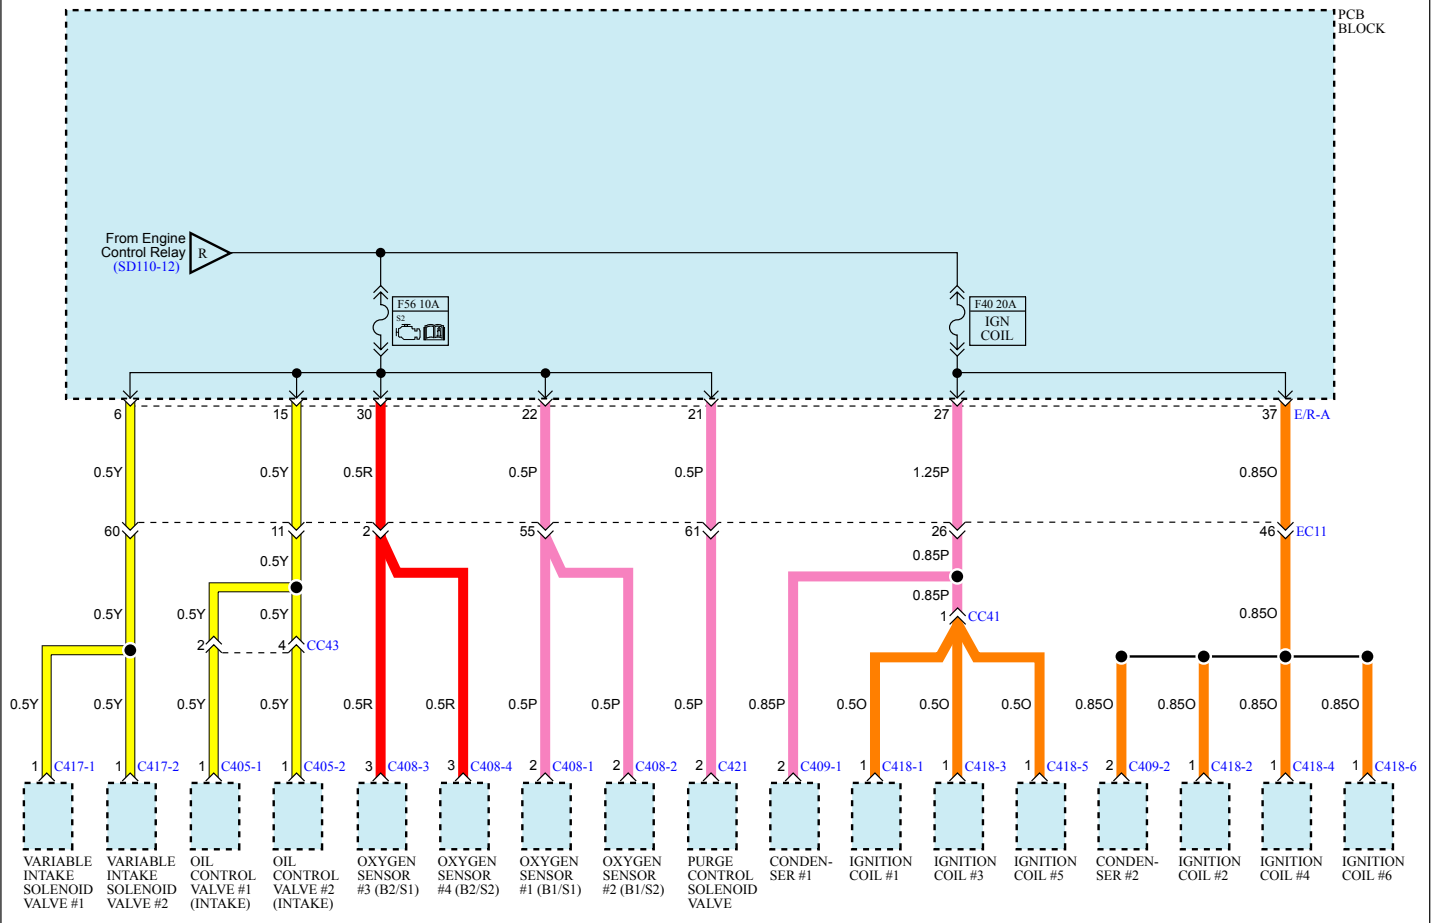 PCB
BLOCK
From Engine
Control Relay
(SD110-12)
R
F56 10A
S2
F40 20A
IGN
COIL
6 15 30 22 21 27 37 E/R-A
0.5Y 0.5Y 0.5R 0.5P 0.5P 1.25P 0.85O
60 11 2 55 61 26 46 EC11
0.5Y 0.85P
0.85P
0.5Y 0.5Y 0.5Y 0.85O
1 CC41
2 4 CC43
0.5Y 0.5Y 0.5Y 0.5Y 0.5R 0.5R 0.5P 0.5P 0.5P 0.85P 0.5O 0.5O 0.5O 0.85O 0.85O 0.85O 0.85O
1 C417-1 1 C417-2 1 C405-1 1 C405-2 3 C408-3 3 C408-4 2 C408-1 2 C408-2 2 C421 2 C409-1 1 C418-1 1 C418-3 1 C418-5 2 C409-2 1 C418-2 1 C418-4 1 C418-6
VARIABLE
INTAKE
SOLENOID
VALVE #1
VARIABLE
INTAKE
SOLENOID
VALVE #2
OIL
CONTROL
VALVE #1
(INTAKE)
OIL
CONTROL
VALVE #2
(INTAKE)
OXYGEN
SENSOR
#3 (B2/S1)
OXYGEN
SENSOR
#4 (B2/S2)
OXYGEN
SENSOR
#1 (B1/S1)
OXYGEN
SENSOR
#2 (B1/S2)
PURGE
CONTROL
SOLENOID
VALVE
CONDEN-
SER #1
IGNITION
COIL #1
IGNITION
COIL #3
IGNITION
COIL #5
CONDEN-
SER #2
IGNITION
COIL #2
IGNITION
COIL #4
IGNITION
COIL #6